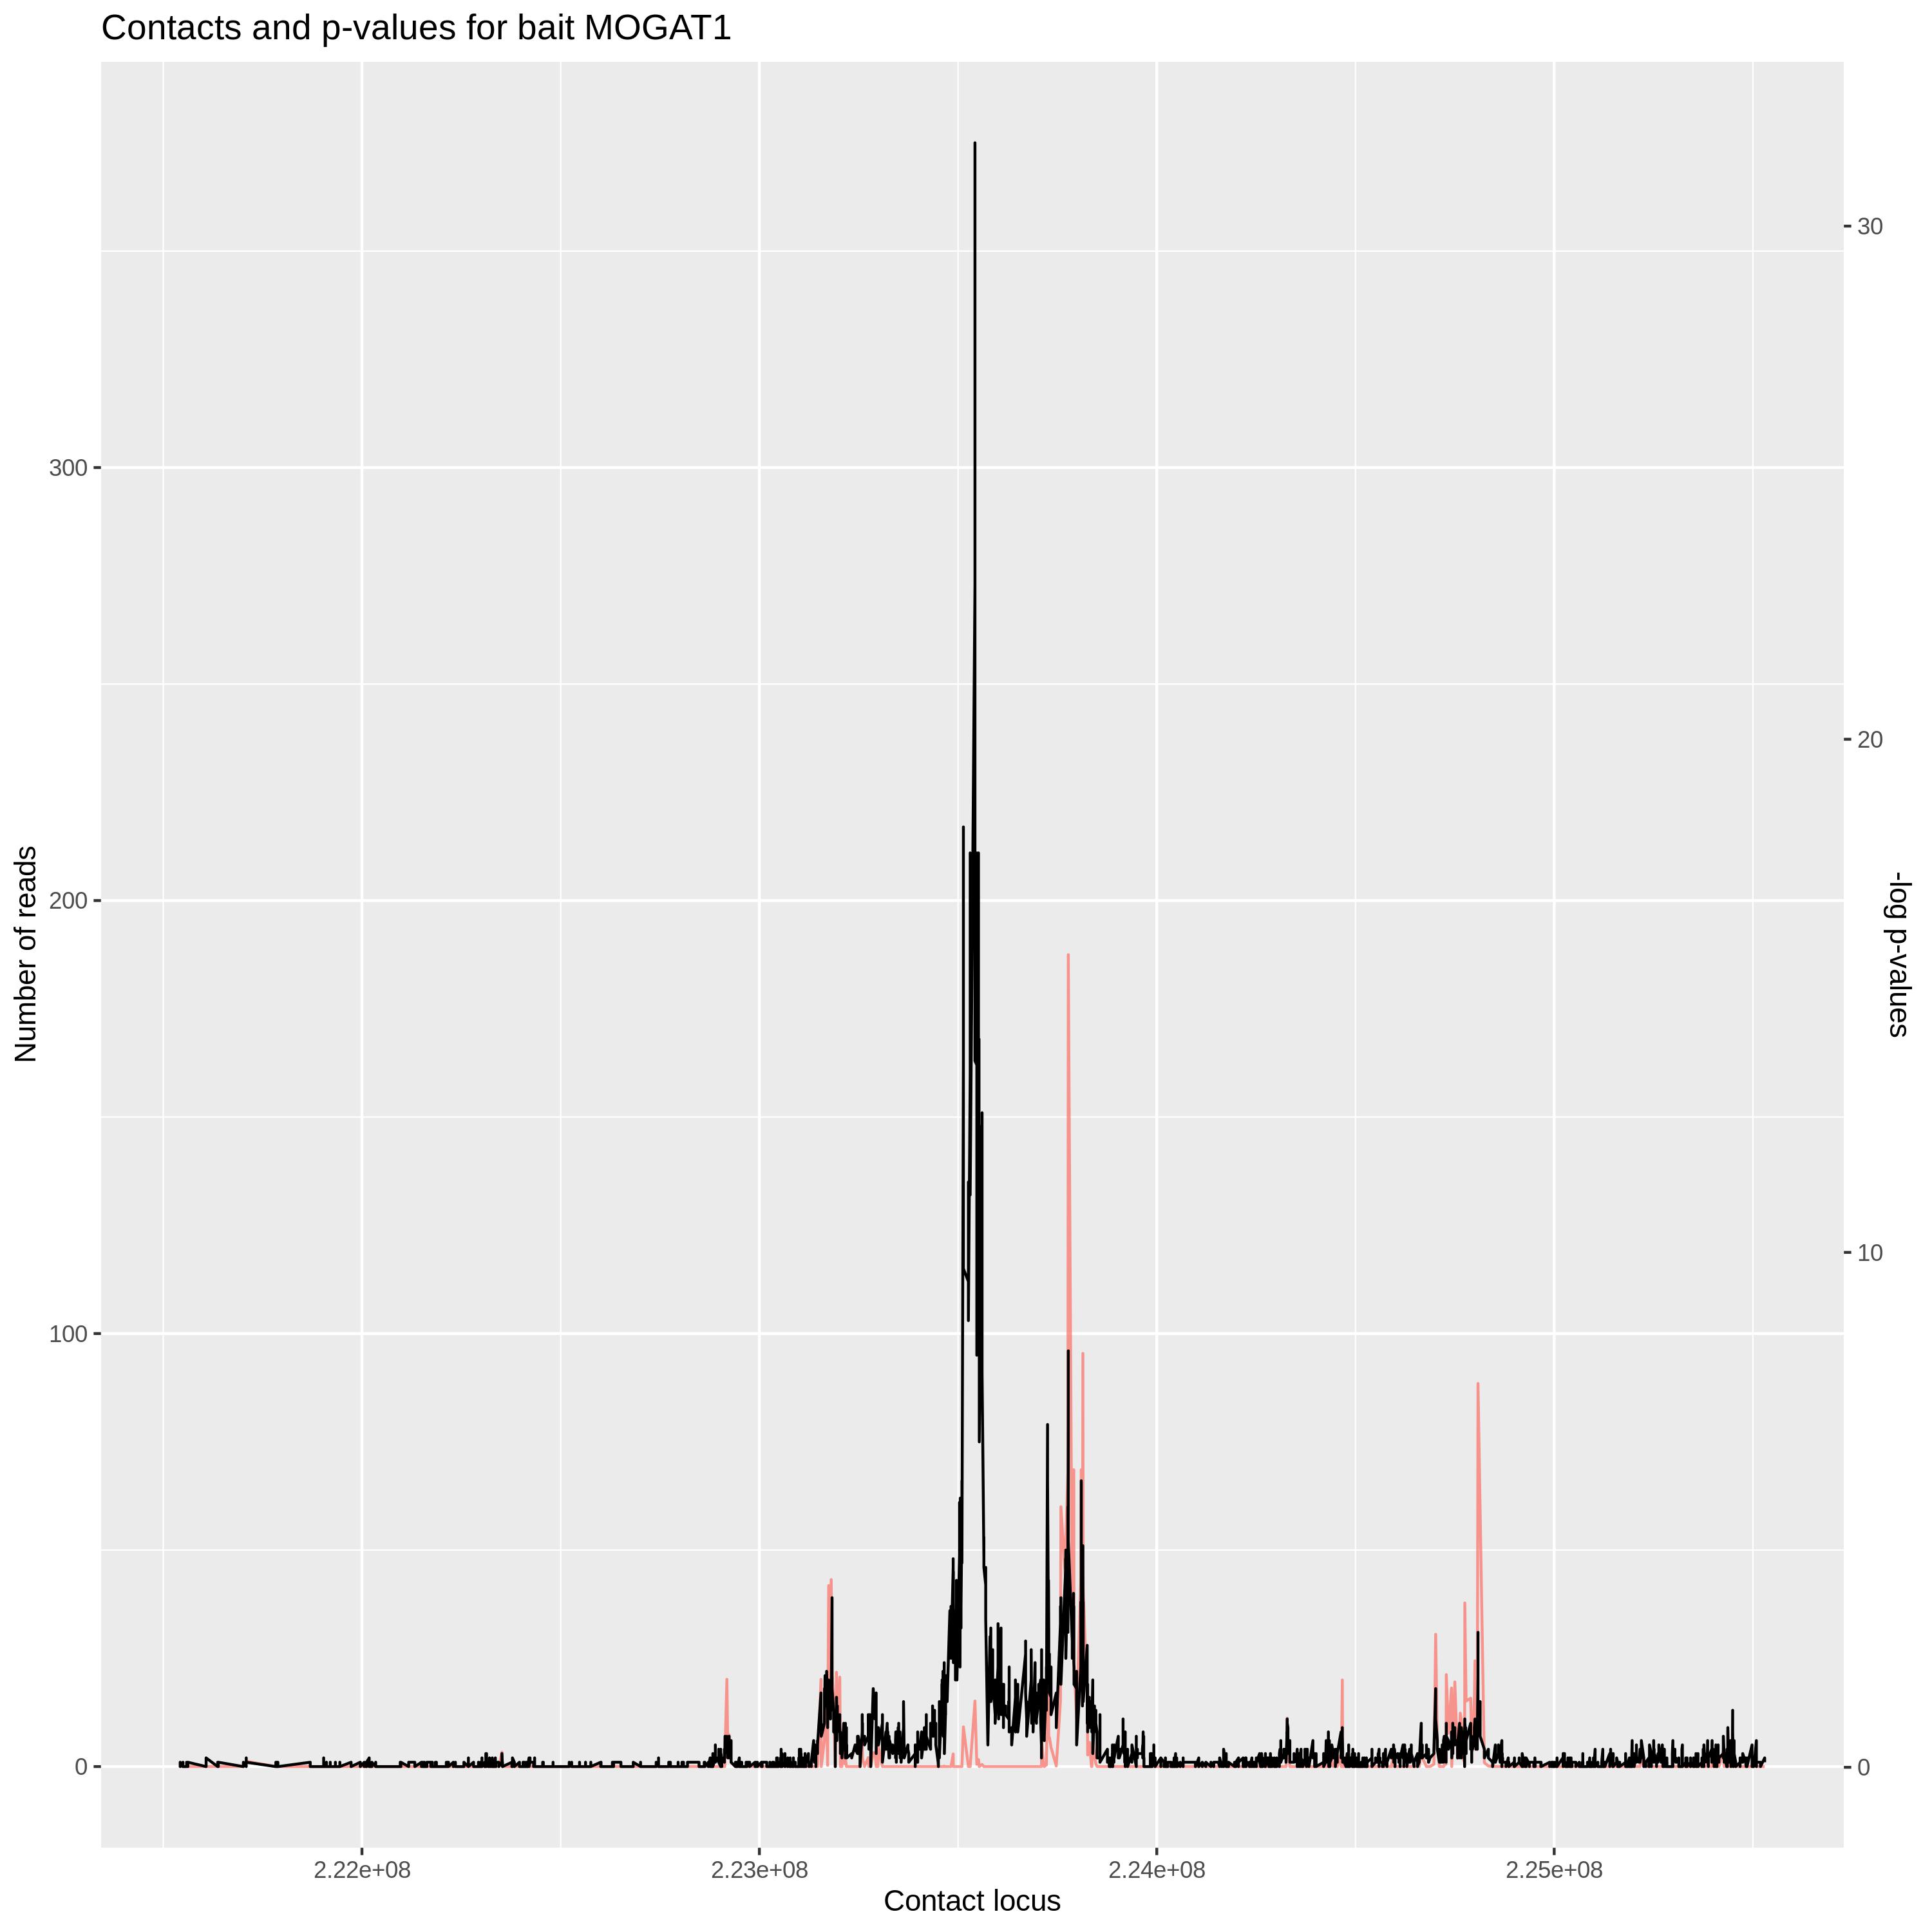 Contacts and p-values for bait MOGAT1
Number of reads
300
200
100
0
30
20
10
0
-log p-values
2.22e+08 2.23e+08 2.24e+08 2.25e+08
Contact locus